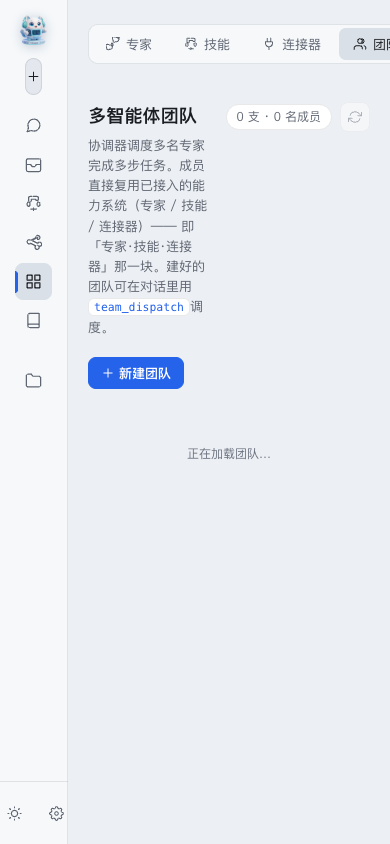 专家
技能
连接器
团
多智能体团队
0 支 · 0 名成员
协调器调度多名专家
完成多步任务。成员
直接复用已接入的能
力系统（专家 / 技能
/ 连接器）—— 即
「专家·技能·连接
器」那一块。建好的
团队可在对话里用
team_dispatch 调
度。
+ 新建团队
正在加载团队...